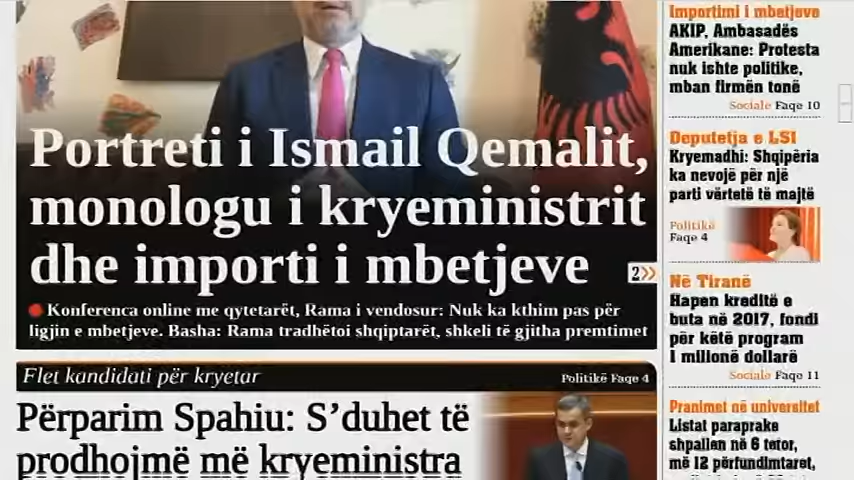 Portreti i Ismail Qemalit,
monologu i kryeministrit
dhe importi i mbetjeve
2
Konferenca online me qytetarët, Rama i vendosur: Nuk ka kthim pas për
ligjin e mbetjeve. Basha: Rama tradhëtoi shqiptarët, shkeli të gjitha premtimet
Flet kandidati për kryetar
Politikë Faqe 4
Përparim Spahiu: S'duhet të
prodhojmë më kryeministra
Importimi i mbetjeve
AKIP, Ambasadës
Amerikane: Protesta
nuk ishte politike,
mban firmën tonë
Sociale Faqe 10
Deputetja e LSI
Kryemadhi: Shqipëria
ka nevojë për një
parti vërtetë të majtë
Politikë
Faqe 4
Në Tiranë
Hapen kreditë e
buta në 2017, fondi
për këtë program
1 milionë dollarë
Sociale Faqe 11
Pranimet në universitet
Listat paraprake
shpallen në 6 tetor,
më 12 përfundimtaret,